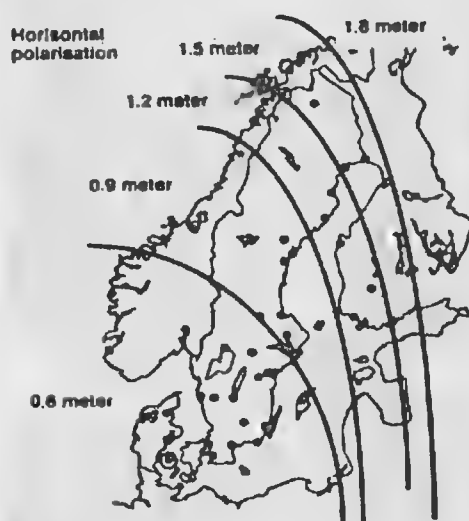 Horisontal
polarisation
1.8 meter
1.5 meter
1.2 meter
0.9 meter
0.6 meter